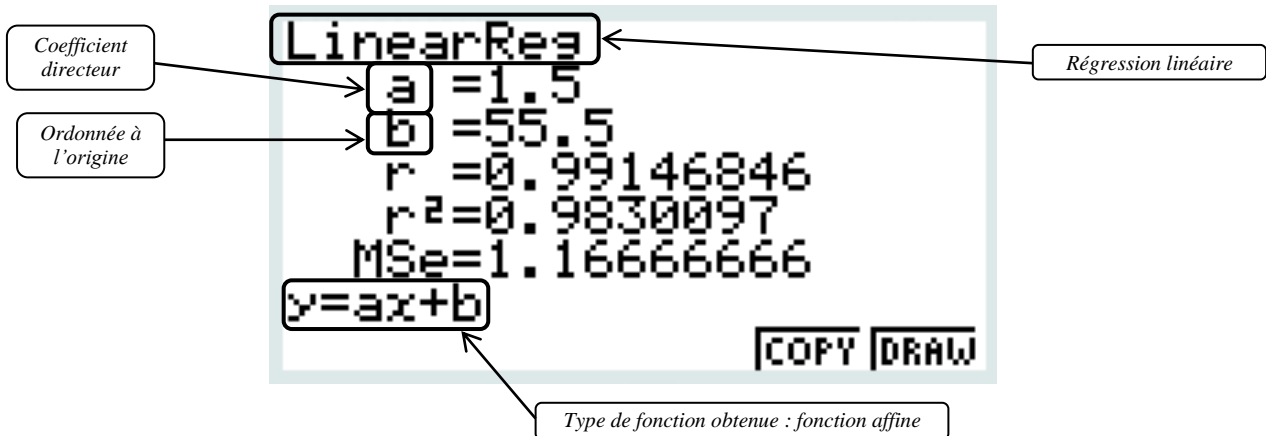 Coefficient
directeur
LinearReg
Régression linéaire
a =1.5
Ordonnée à
l'origine
b =55.5
r =0.99146846
r²=0.9830097
MSe=1.16666666
y=ax+b
COPY DRAW
Type de fonction obtenue : fonction affine